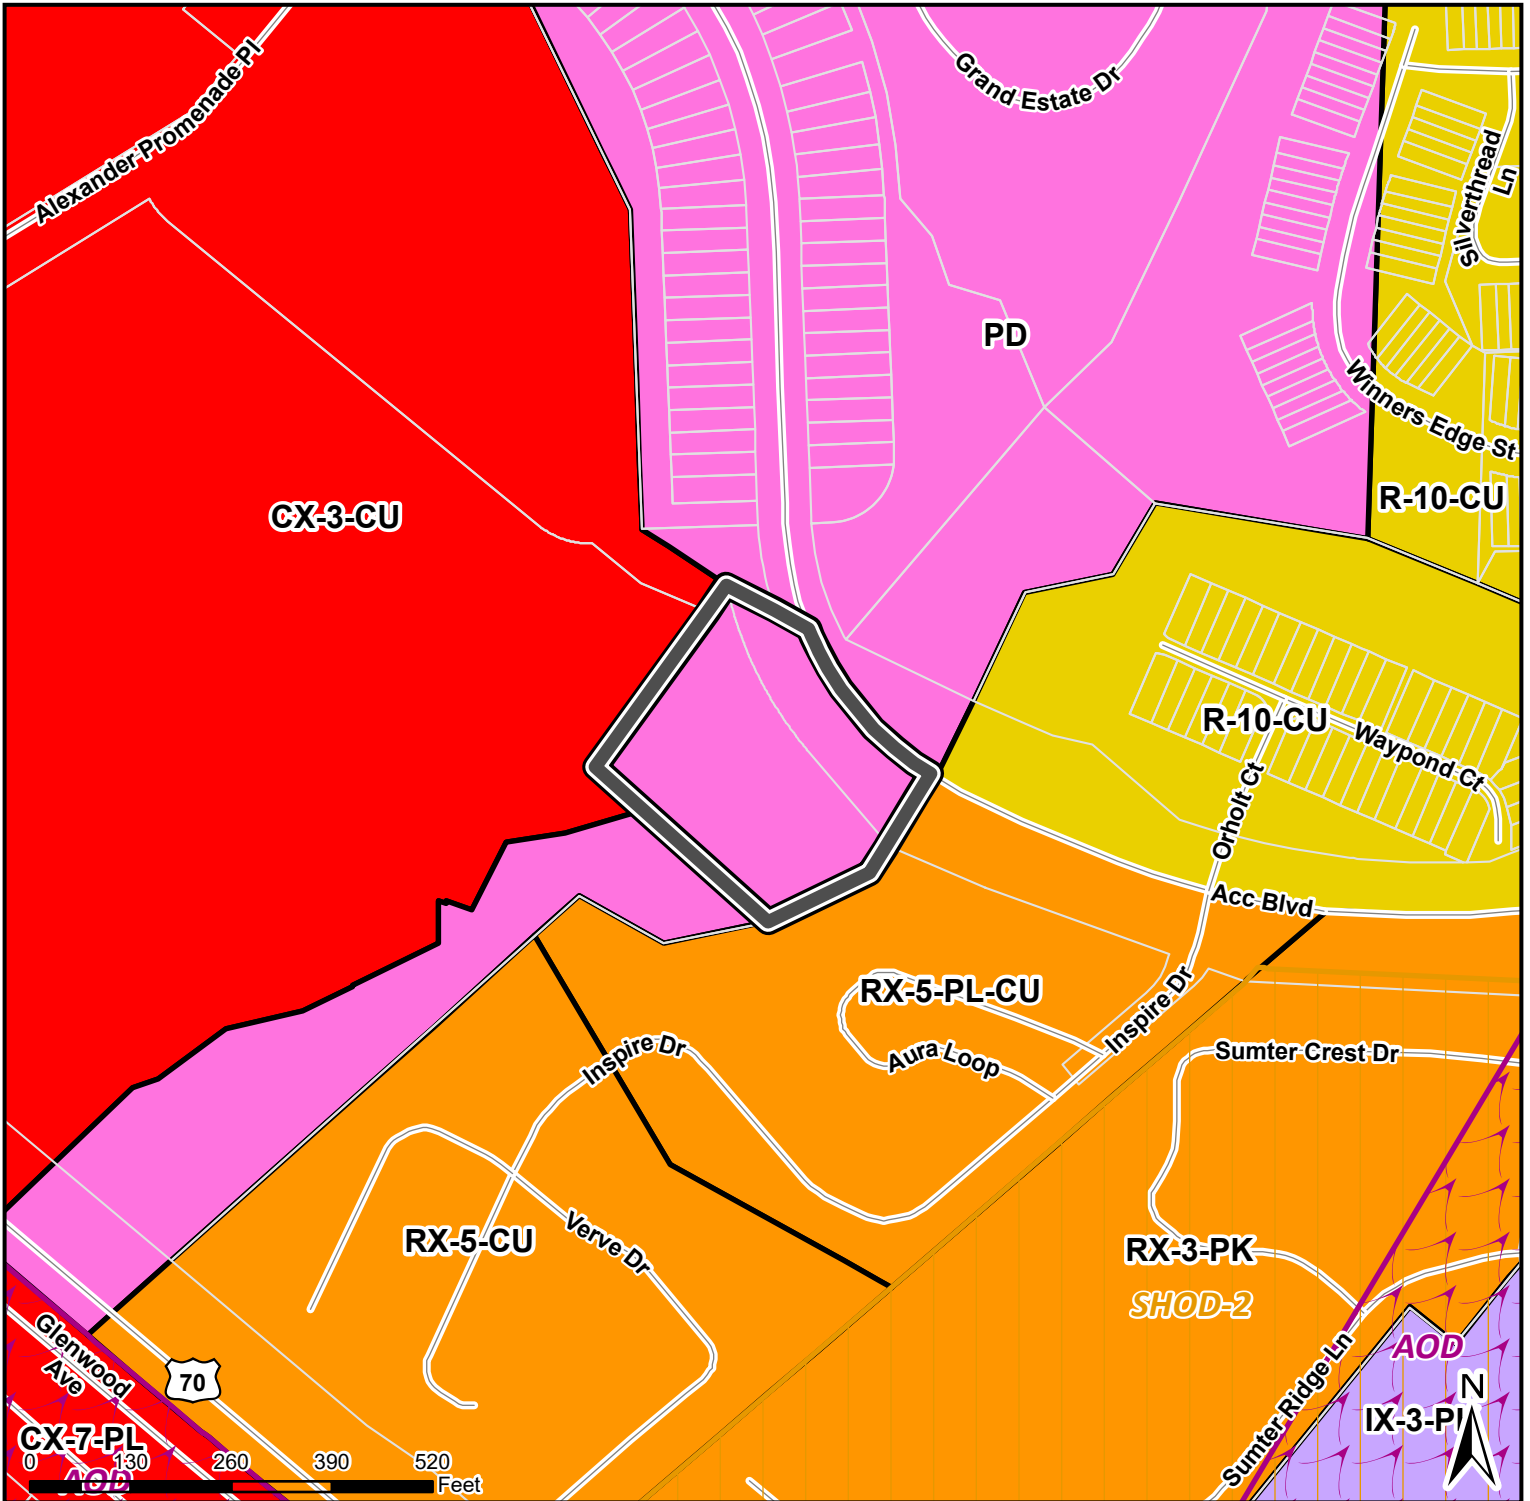 Alexander Promenade Pl
Grand Estate Dr
Silverthread
Ln
PD
Winners Edge St
R-10-CU
CX-3-CU
R-10-CU
Waypond Ct
Orholt Ct
Acc Blvd
RX-5-PL-CU
Inspire Dr
Aura Loop
Inspire Dr
Sumter Crest Dr
RX-5-CU
Verve Dr
RX-3-PK
SHOD-2
Glenwood
Ave
70
Sumter Ridge Ln
AOD
N
CX-7-PL
0 130 260 390 520
Feet
AOD